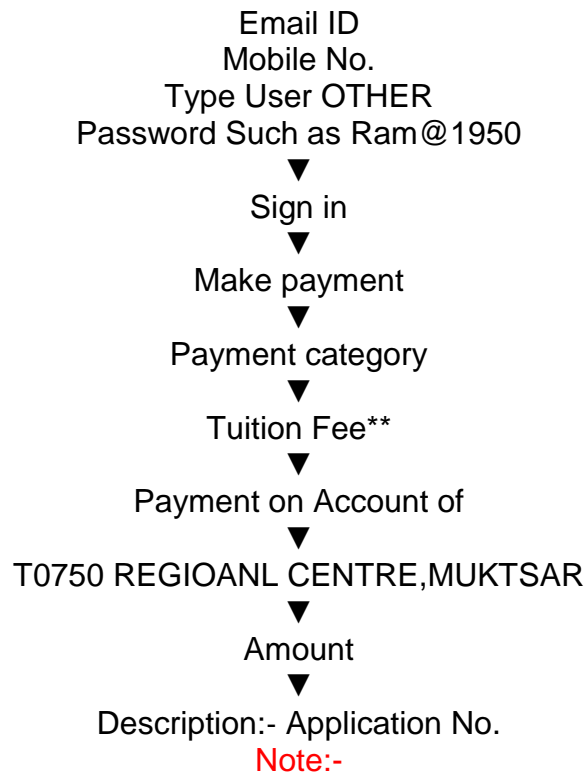 Email ID
Mobile No.
Type User OTHER
Password Such as Ram@1950
▼
Sign in
▼
Make payment
▼
Payment category
▼
Tuition Fee**
▼
Payment on Account of
▼
T0750 REGIOANL CENTRE,MUKTSAR
▼
Amount
▼
Description:- Application No.
Note:-